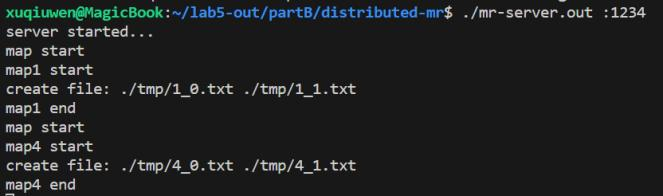 xuqiuwen@MagicBook:~/lab5-out/partB/distributed-mr$ ./mr-server.out :1234
server started...
map start
map1 start
create file: ./tmp/1_0.txt ./tmp/1_1.txt
map1 end
map start
map4 start
create file: ./tmp/4_0.txt ./tmp/4_1.txt
map4 end